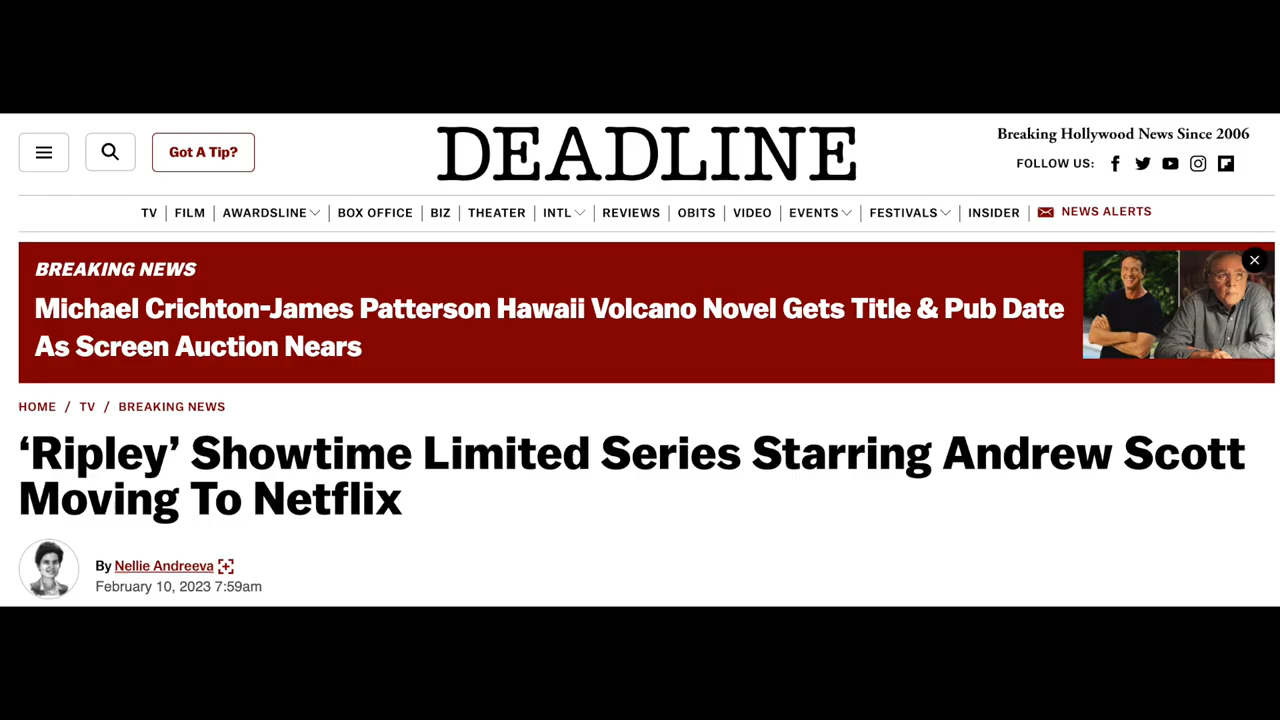 Got A Tip?
DEADLINE
Breaking Hollywood News Since 2006
FOLLOW US:
TV | FILM | AWARDSLINE | BOX OFFICE | BIZ | THEATER | INTL | REVIEWS | OBITS | VIDEO | EVENTS | FESTIVALS | INSIDER | NEWS ALERTS
BREAKING NEWS
Michael Crichton-James Patterson Hawaii Volcano Novel Gets Title & Pub Date
As Screen Auction Nears
HOME / TV / BREAKING NEWS
‘Ripley’ Showtime Limited Series Starring Andrew Scott
Moving To Netflix
By Nellie Andreeva
February 10, 2023 7:59am